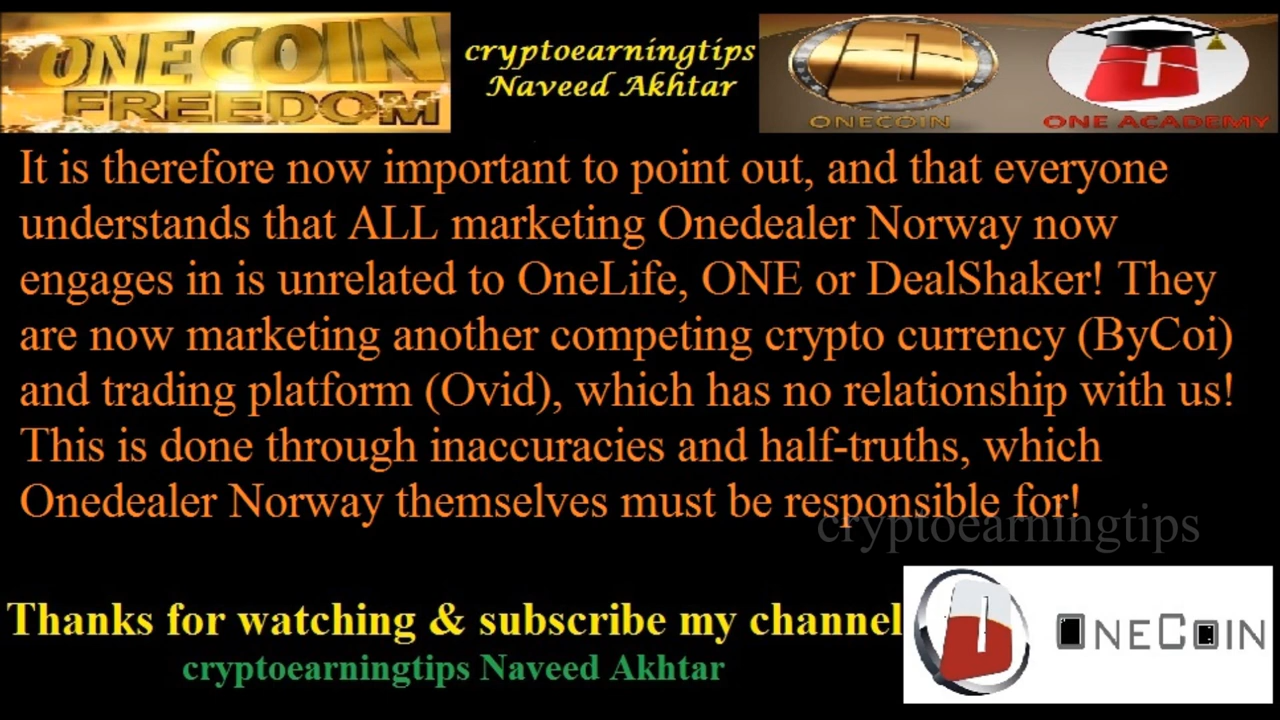 ONE COIN
FREEDOM
cryptoearningtips
Naveed Akhtar
ONECOIN
ONE ACADEMY
It is therefore now important to point out, and that everyone
understands that ALL marketing Onedealer Norway now
engages in is unrelated to OneLife, ONE or DealShaker! They
are now marketing another competing crypto currency (ByCoi)
and trading platform (Ovid), which has no relationship with us!
This is done through inaccuracies and half-truths, which
Onedealer Norway themselves must be responsible for!
cryptoearningtips
Thanks for watching & subscribe my channel
cryptoearningtips Naveed Akhtar
ONECOIN